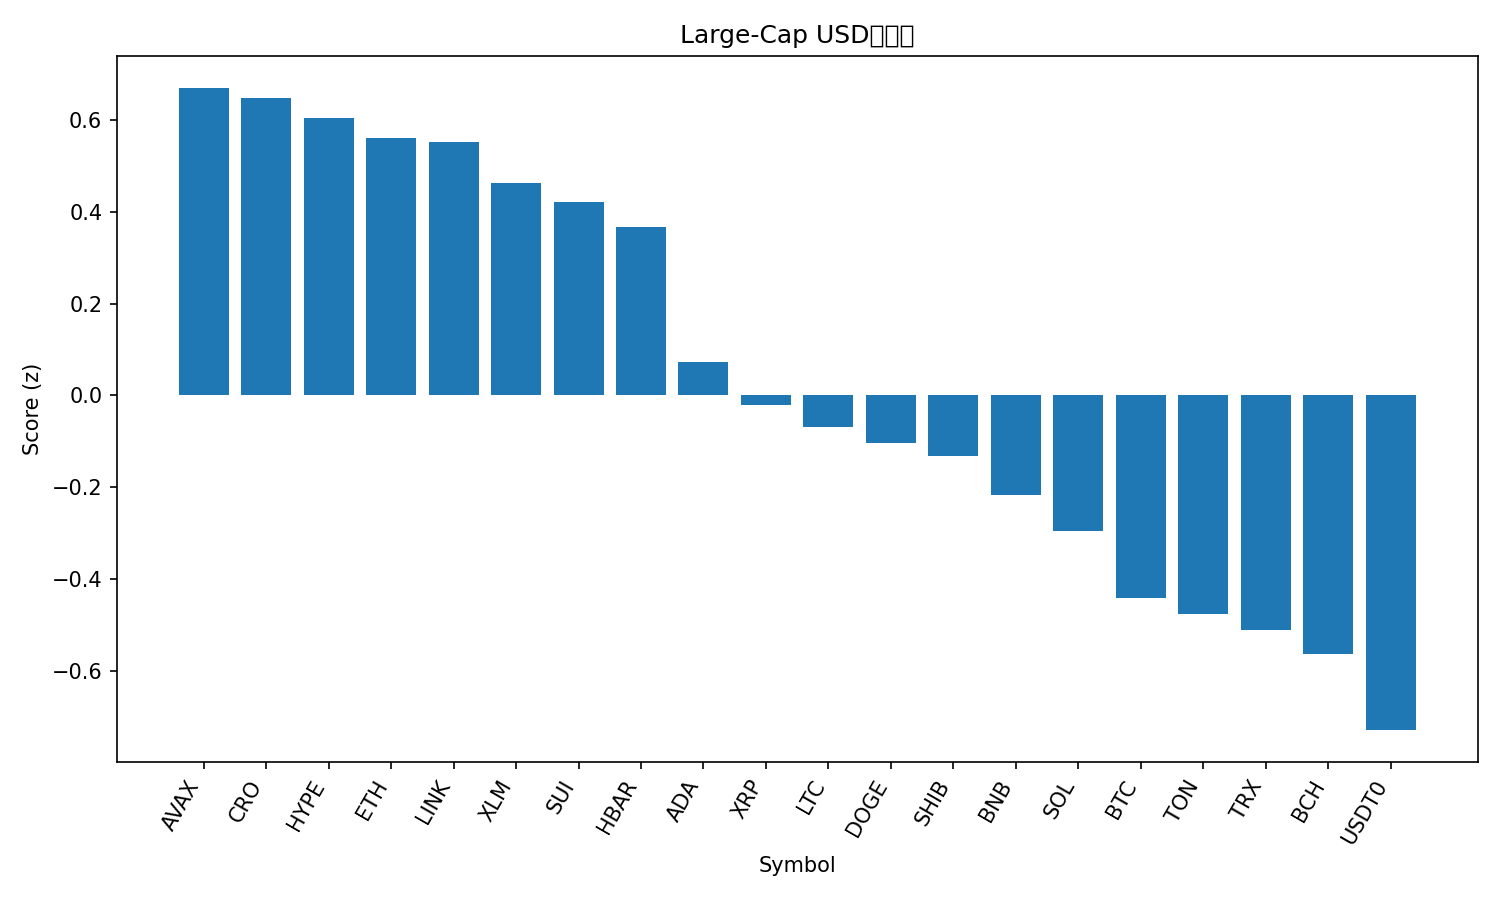 Large-Cap USD
0.6
0.4
0.2
0.0
−0.2
−0.4
−0.6
Score (z)
AVAX
CRO
HYPE
ETH
LINK
XLM
SUI
HBAR
ADA
XRP
LTC
DOGE
SHIB
BNB
SOL
BTC
TON
TRX
BCH
USDT0
Symbol